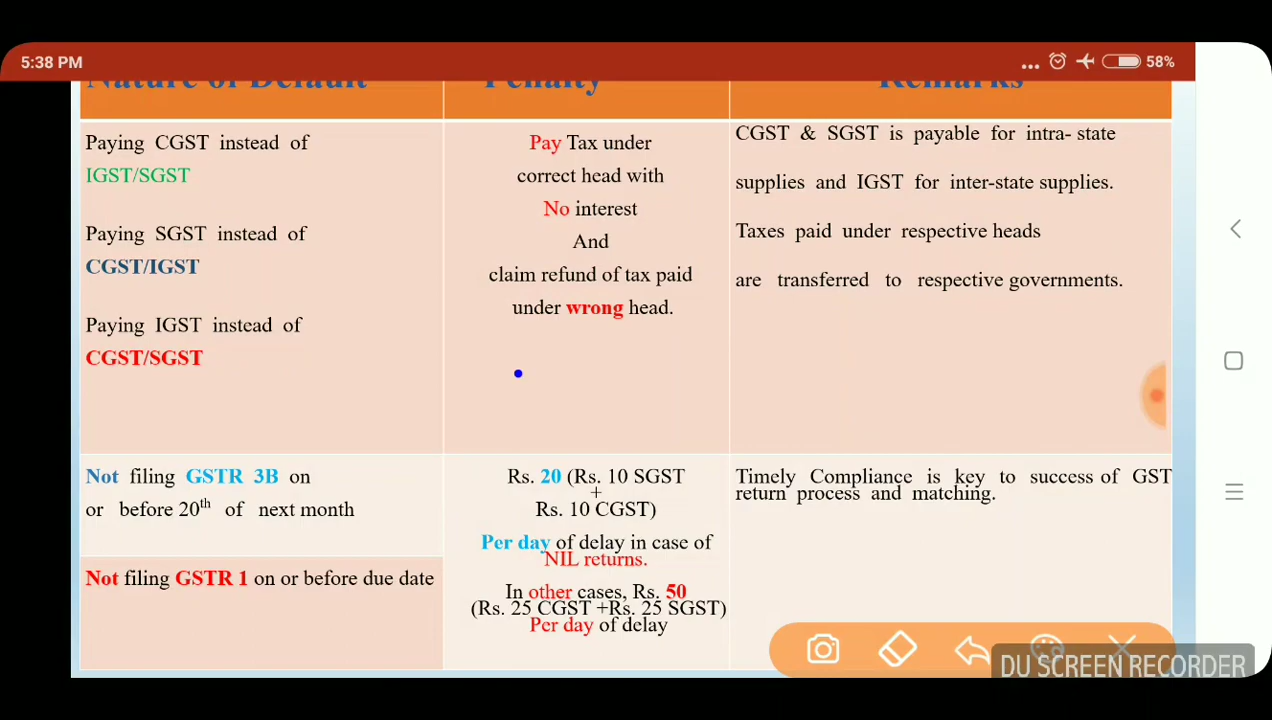 5:38 PM
58%
Nature of Default
Penalty
Remarks
Paying CGST instead of
IGST/SGST
Paying SGST instead of
CGST/IGST
Paying IGST instead of
CGST/SGST
Pay Tax under
correct head with
No interest
And
claim refund of tax paid
under wrong head.
CGST & SGST is payable for intra- state
supplies and IGST for inter-state supplies.
Taxes paid under respective heads
are transferred to respective governments.
Not filing GSTR 3B on
or before 20th of next month
Not filing GSTR 1 on or before due date
Rs. 20 (Rs. 10 SGST
+
Rs. 10 CGST)
Per day of delay in case of
NIL returns.
In other cases, Rs. 50
(Rs. 25 CGST +Rs. 25 SGST)
Per day of delay
Timely Compliance is key to success of GST
return process and matching.
DU SCREEN RECORDER